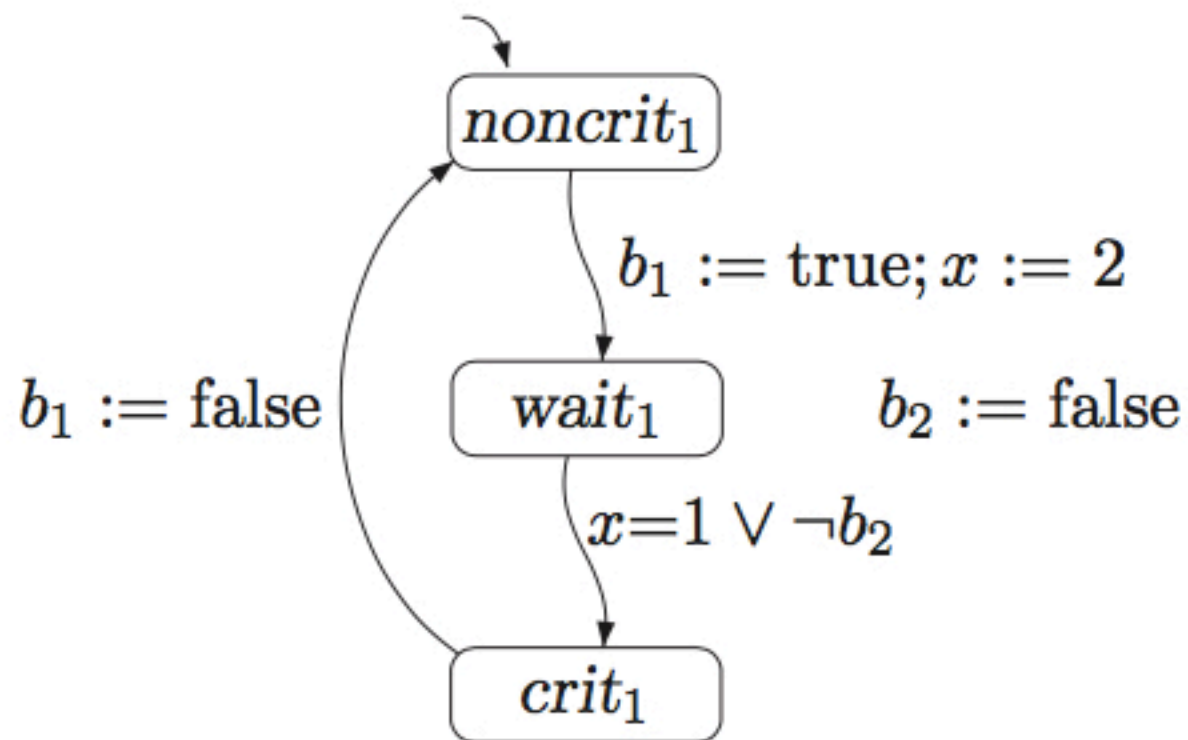 noncrit₁
b₁ := true; x := 2
b₁ := false
wait₁
b₂ := false
x=1 ∨ ¬b₂
crit₁